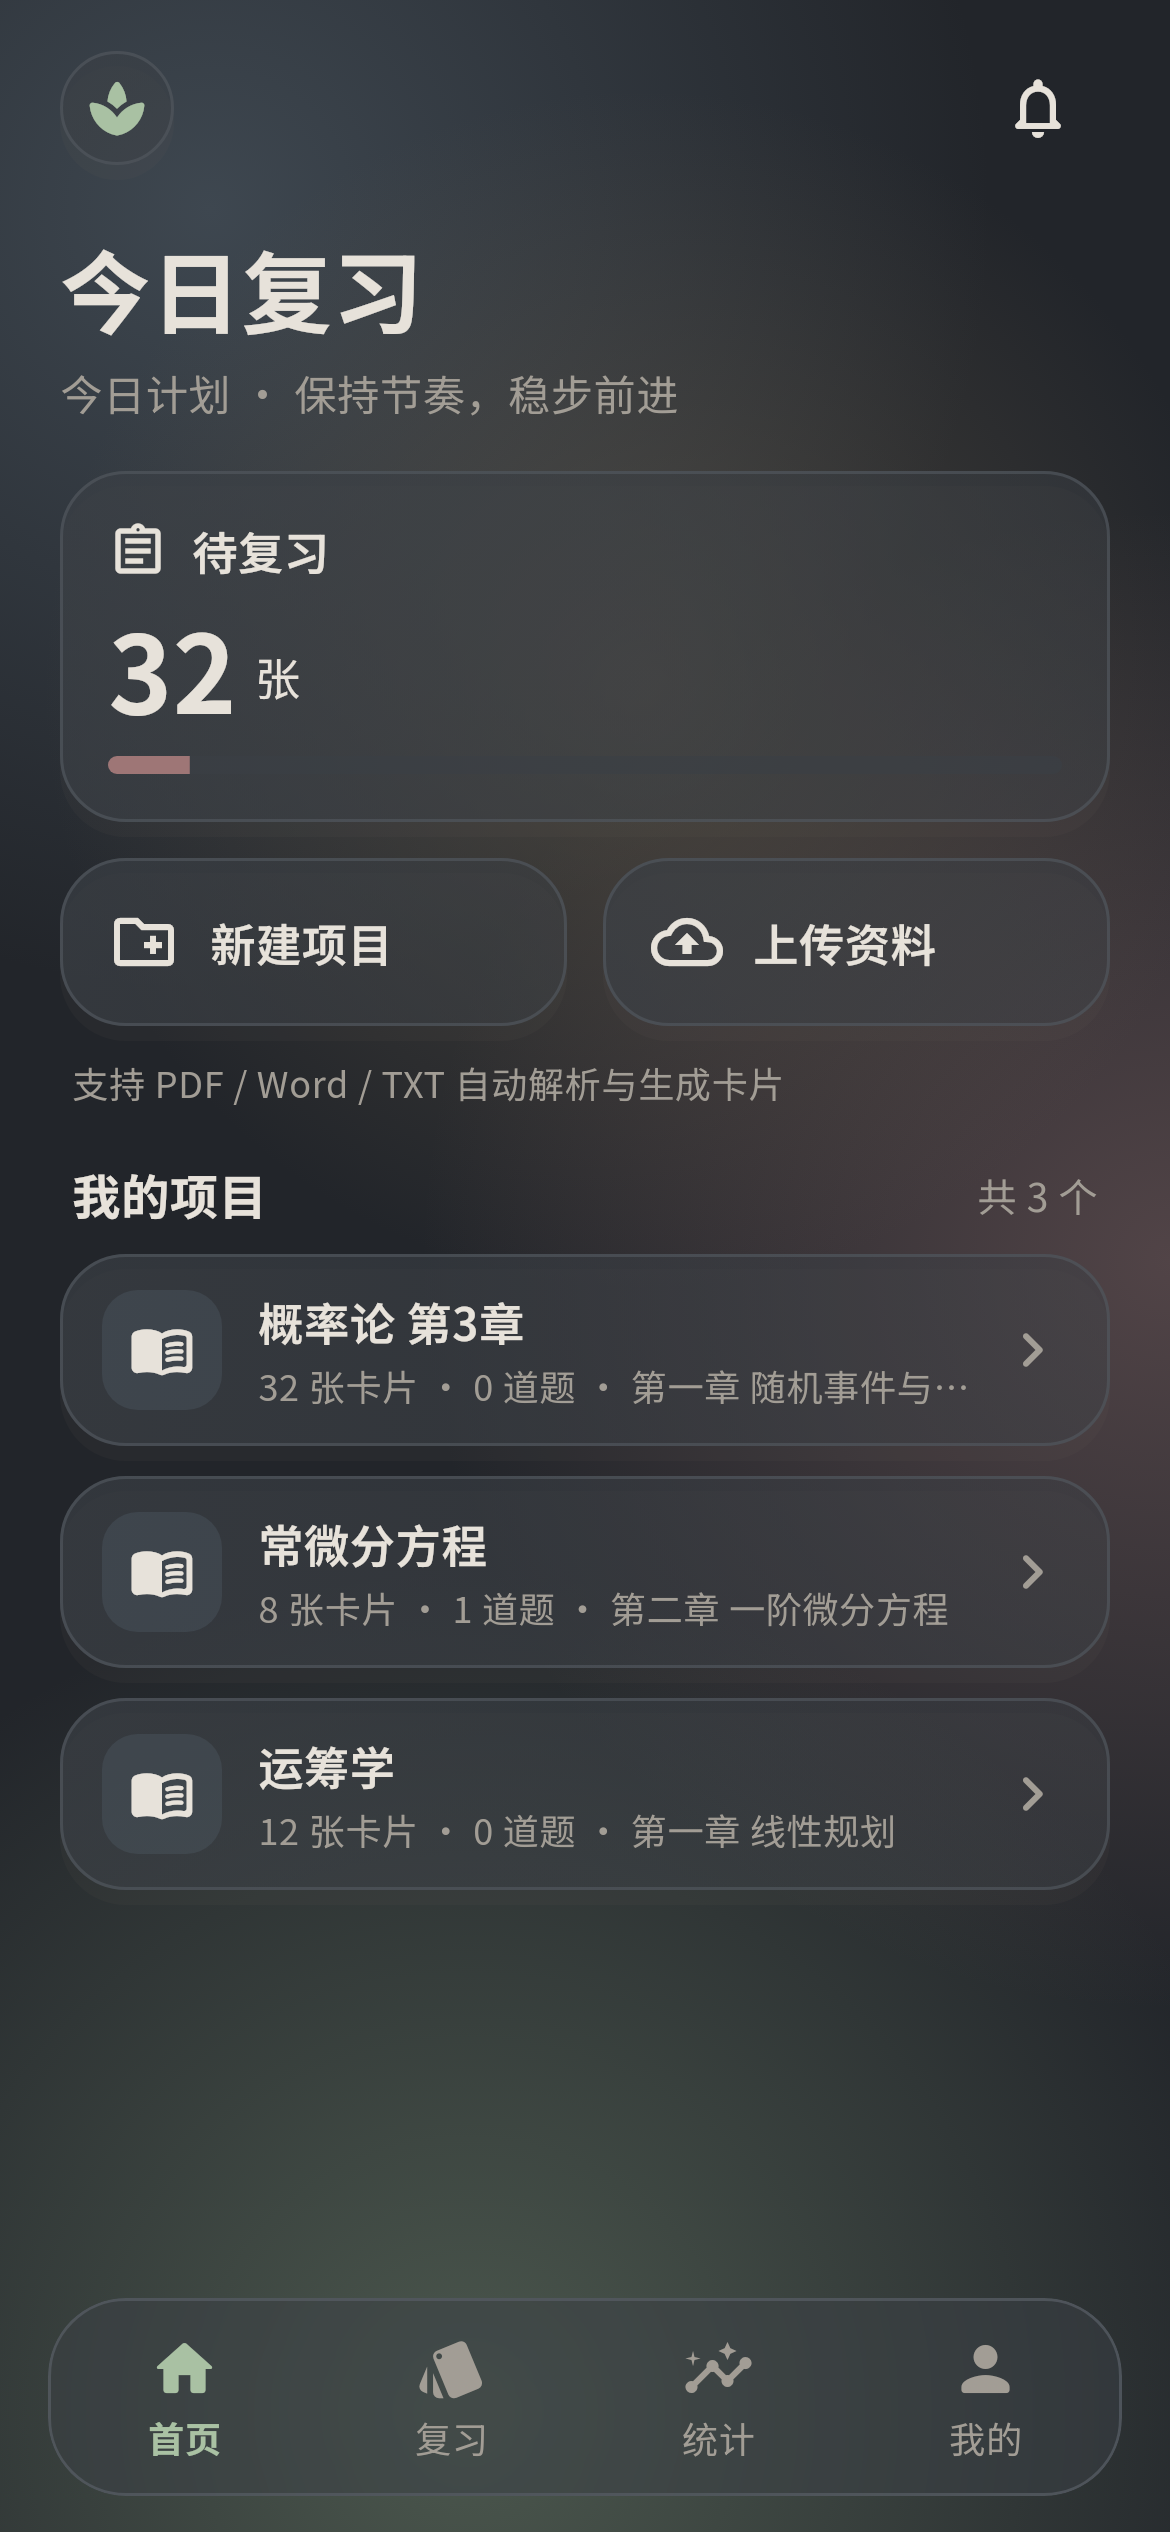 今日复习
今日计划 · 保持节奏，稳步前进
待复习
32 张
新建项目
上传资料
支持 PDF / Word / TXT 自动解析与生成卡片
我的项目
共 3 个
概率论 第3章
32 张卡片 · 0 道题 · 第一章 随机事件与…
常微分方程
8 张卡片 · 1 道题 · 第二章 一阶微分方程
运筹学
12 张卡片 · 0 道题 · 第一章 线性规划
首页
复习
统计
我的